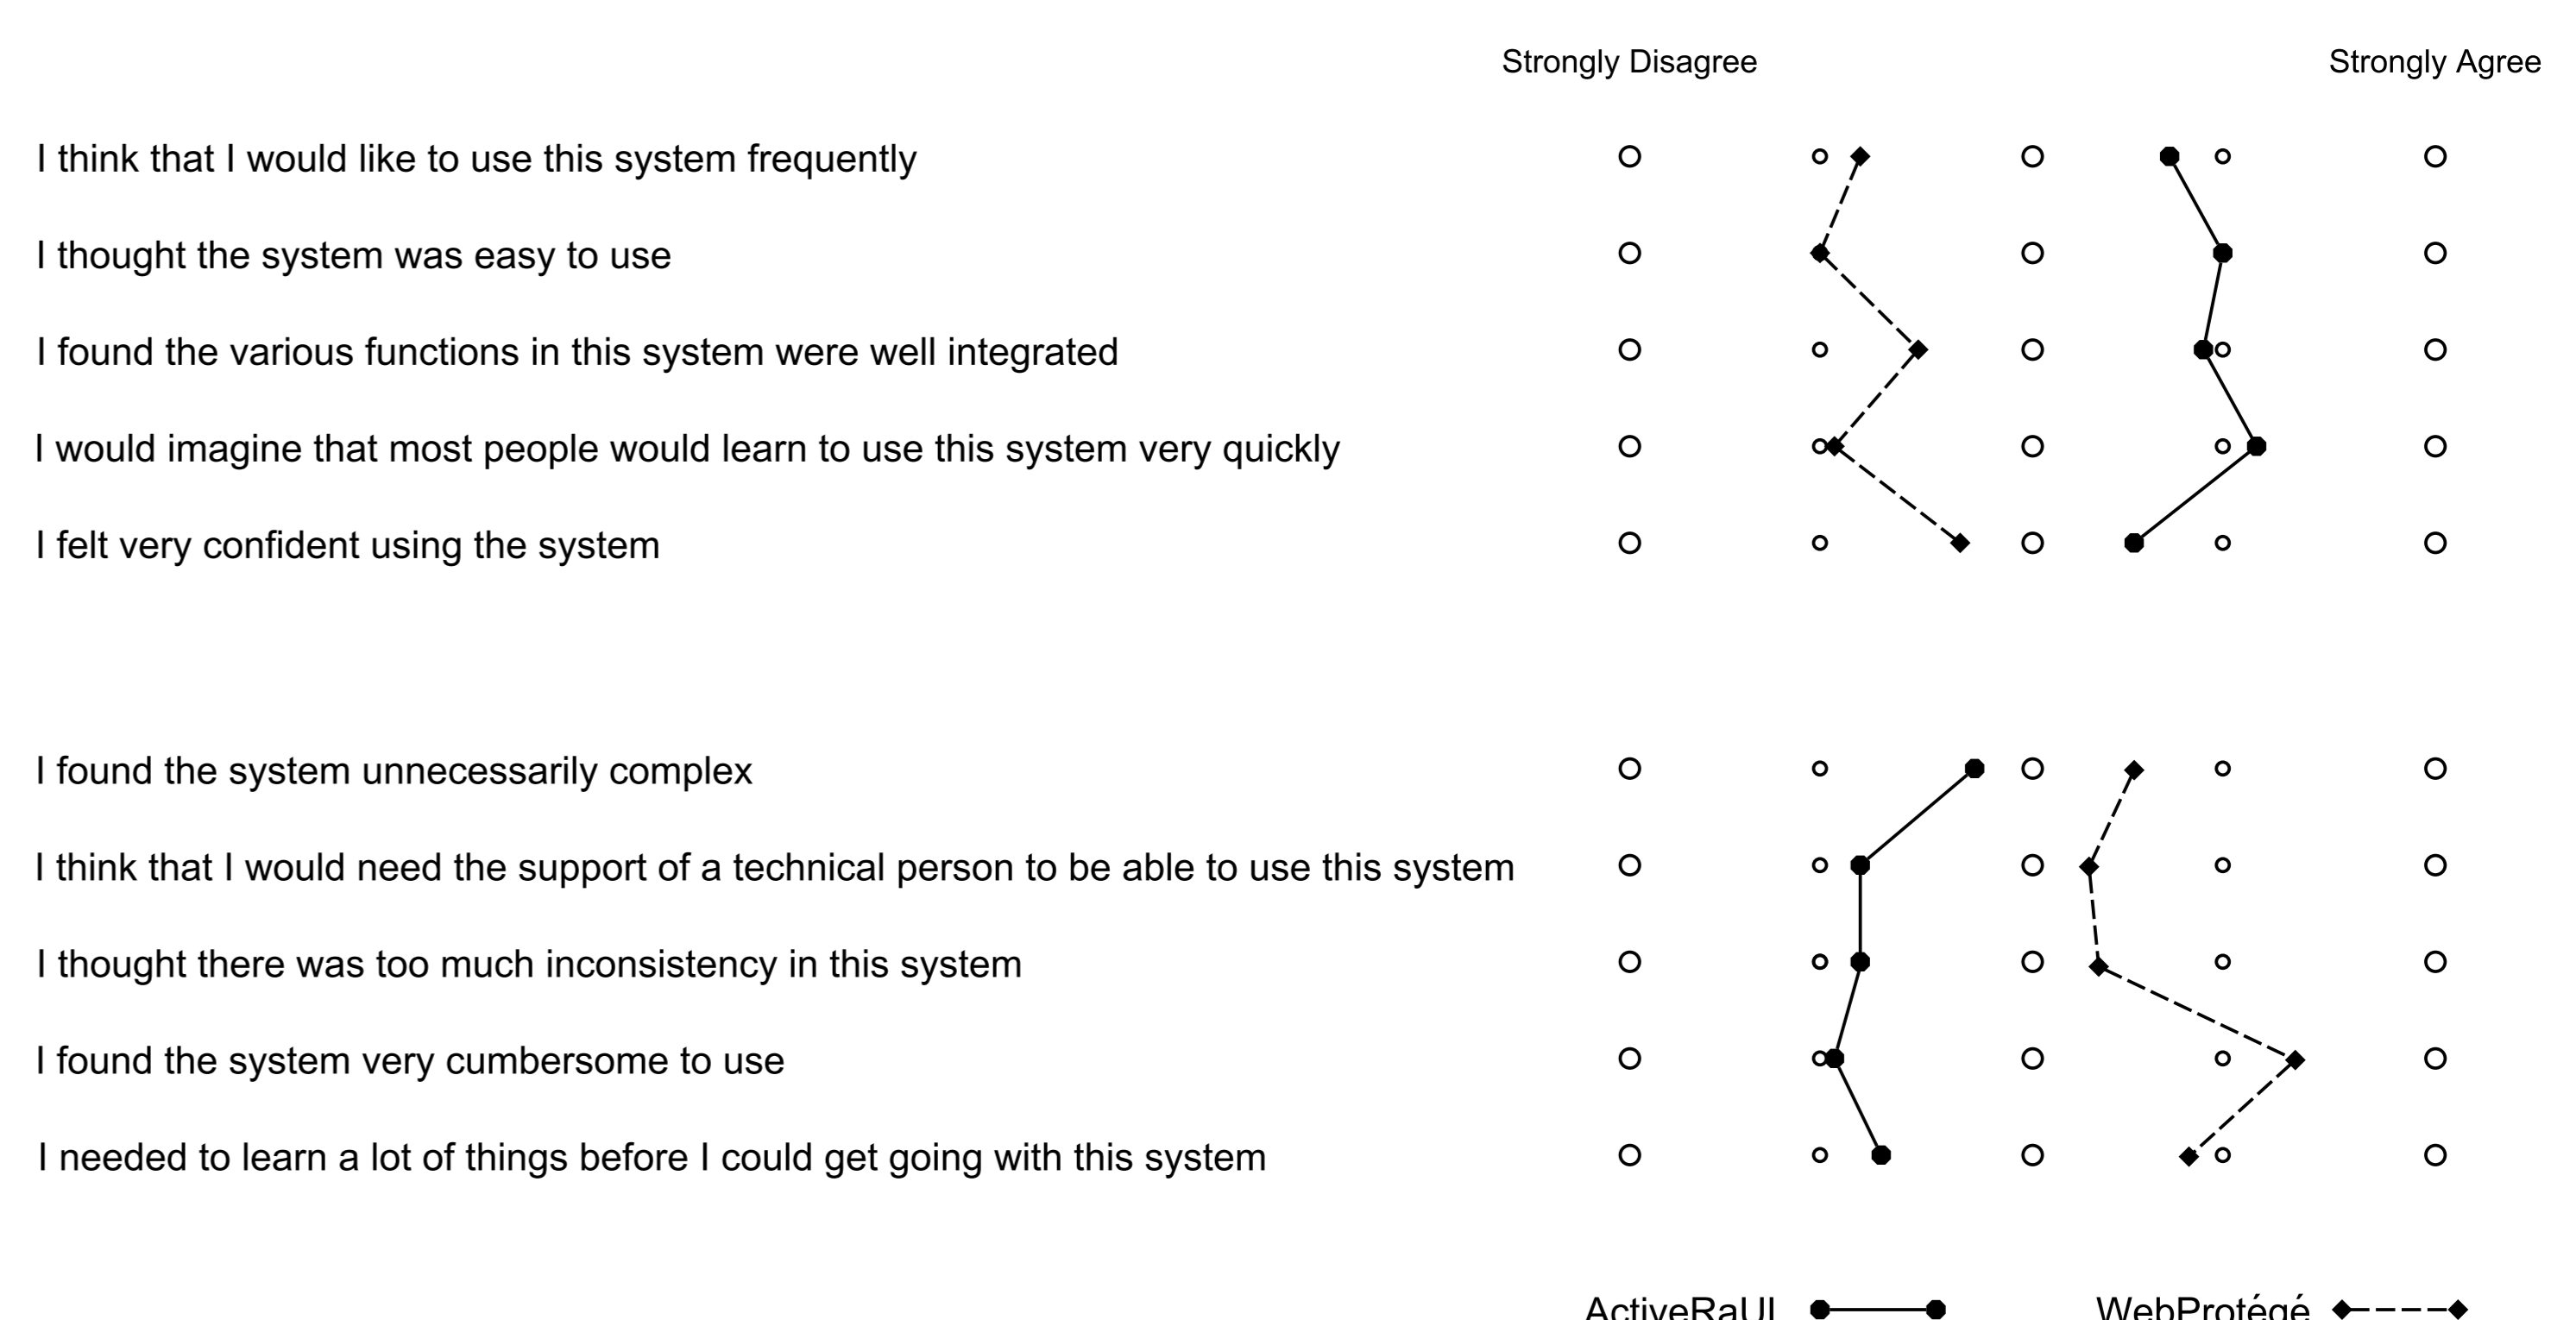 Strongly Disagree Strongly Agree
I think that I would like to use this system frequently
I thought the system was easy to use
I found the various functions in this system were well integrated
I would imagine that most people would learn to use this system very quickly
I felt very confident using the system
I found the system unnecessarily complex
I think that I would need the support of a technical person to be able to use this system
I thought there was too much inconsistency in this system
I found the system very cumbersome to use
I needed to learn a lot of things before I could get going with this system
ActiveRaUI WebProtégé